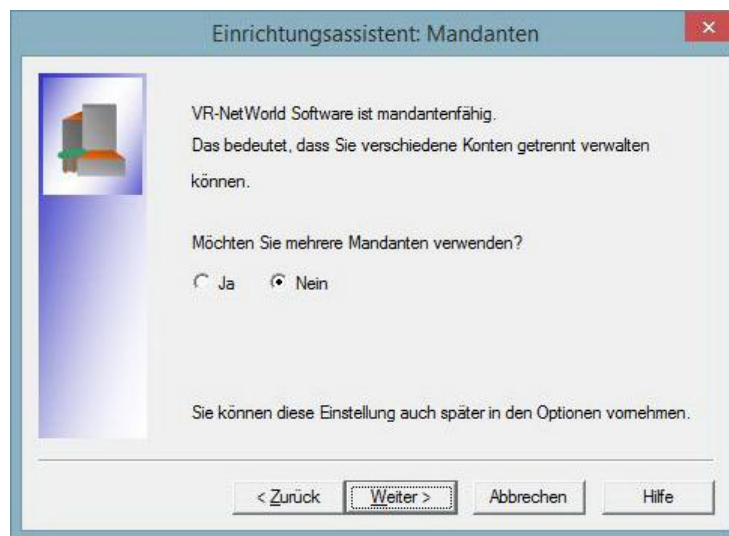 Einrichtungsassistent: Mandanten
VR-NetWorld Software ist mandantenfähig.
Das bedeutet, dass Sie verschiedene Konten getrennt verwalten
können.
Möchten Sie mehrere Mandanten verwenden?
Ja Nein
Sie können diese Einstellung auch später in den Optionen vornehmen.
< Zurück Weiter > Abbrechen Hilfe